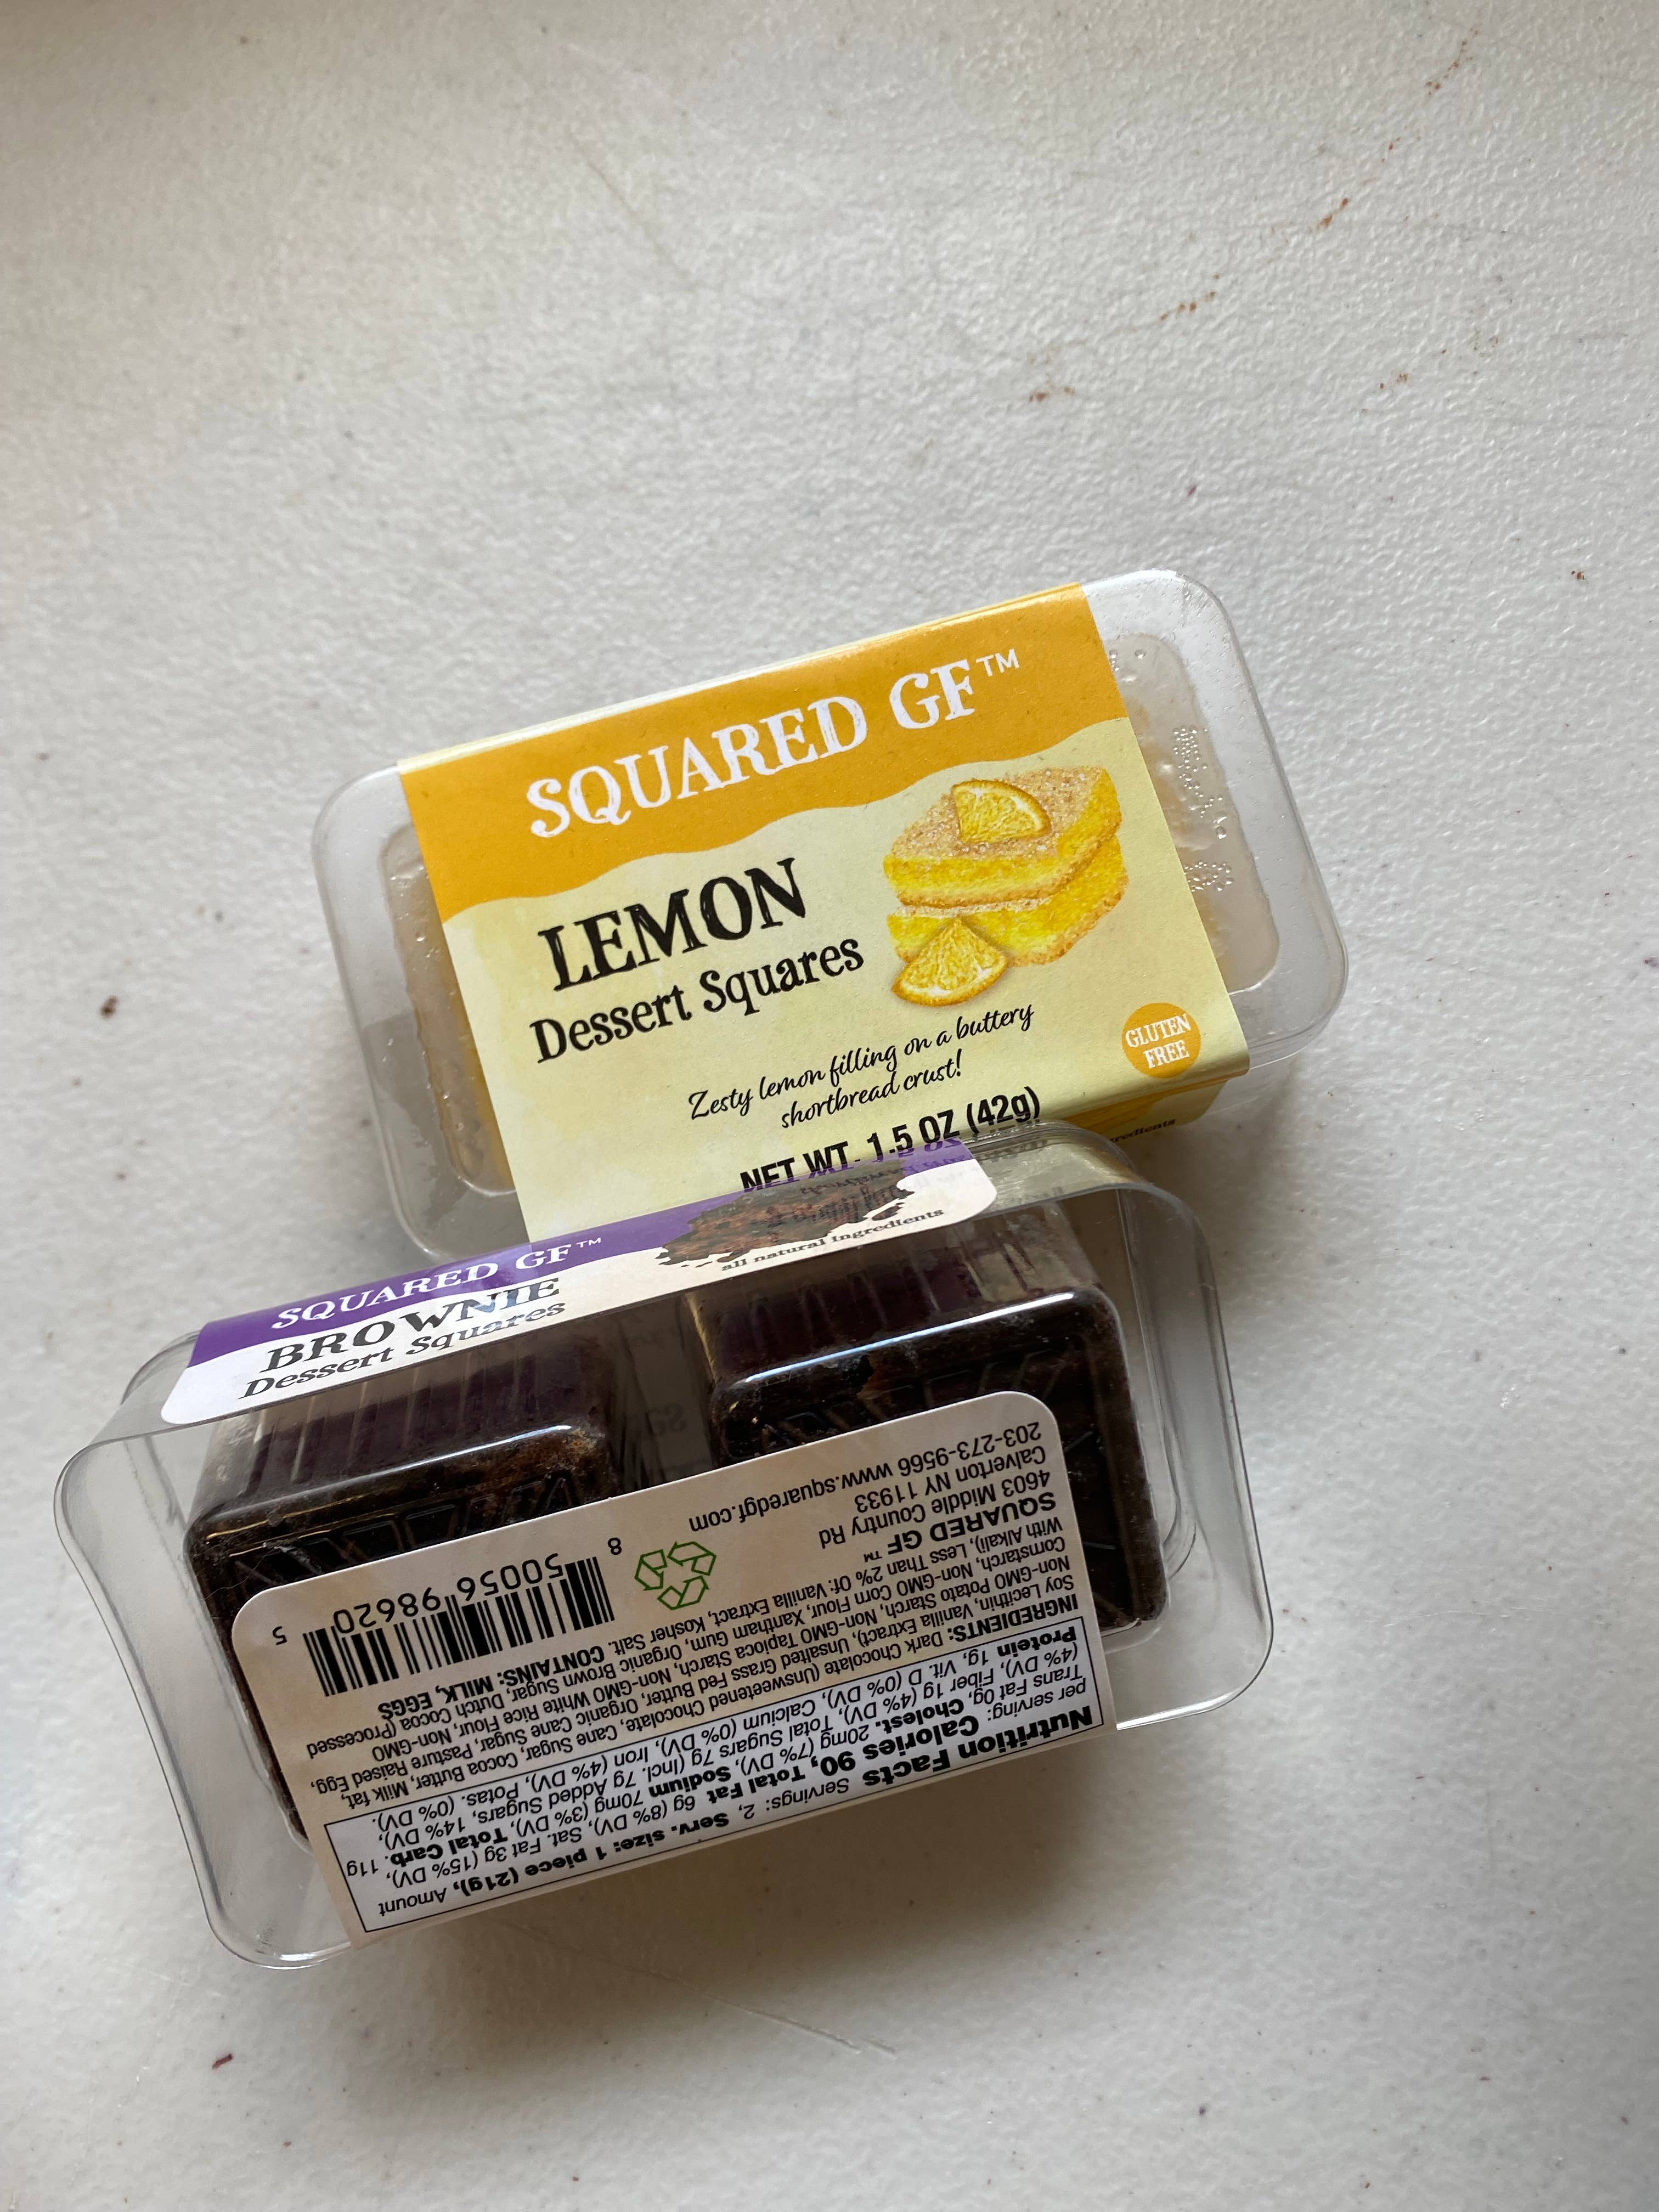 SQUARED GF™
LEMON
Dessert Squares
Zesty lemon filling on a buttery
shortbread crust!
GLUTEN
FREE
NET WT. 1.5 OZ (42g)
SQUARED GF™
BROWNIE
Dessert Squares
all natural ingredients
Nutrition Facts Servings: 2, Serv. size: 1 piece (21g), Amount
per serving: Calories 90, Total Fat 6g (8% DV), Sat. Fat 3g (15% DV),
Trans Fat 0g, Cholest. 20mg (7% DV), Sodium 70mg (3% DV), Total Carb. 11g
(4% DV), Fiber 1g (4% DV), Total Sugars 7g (Incl. 7g Added Sugars, 14% DV),
Protein 1g, Vit. D (0% DV), Calcium (0% DV), Iron (4% DV), Potas. (0% DV).
INGREDIENTS: Dark Chocolate (Unsweetened Chocolate, Cane Sugar, Cocoa Butter, Milk fat,
Soy Lecithin, Vanilla Extract), Unsalted Grass Fed Butter, Organic Cane Sugar, Pasture Raised Egg,
Non-GMO Potato Starch, Non-GMO Tapioca Starch, Non-GMO White Rice Flour, Non-GMO
Cornstarch, Non-GMO Corn Flour, Xantham Gum, Organic Brown Sugar, Dutch Cocoa (Processed
With Alkali), Less Than 2% Of: Vanilla Extract, Kosher Salt. CONTAINS: MILK, EGGS
SQUARED GF™
4603 Middle Country Rd
Calverton NY 11933
203-273-9566 www.squaredgf.com
8 50056 98620 5